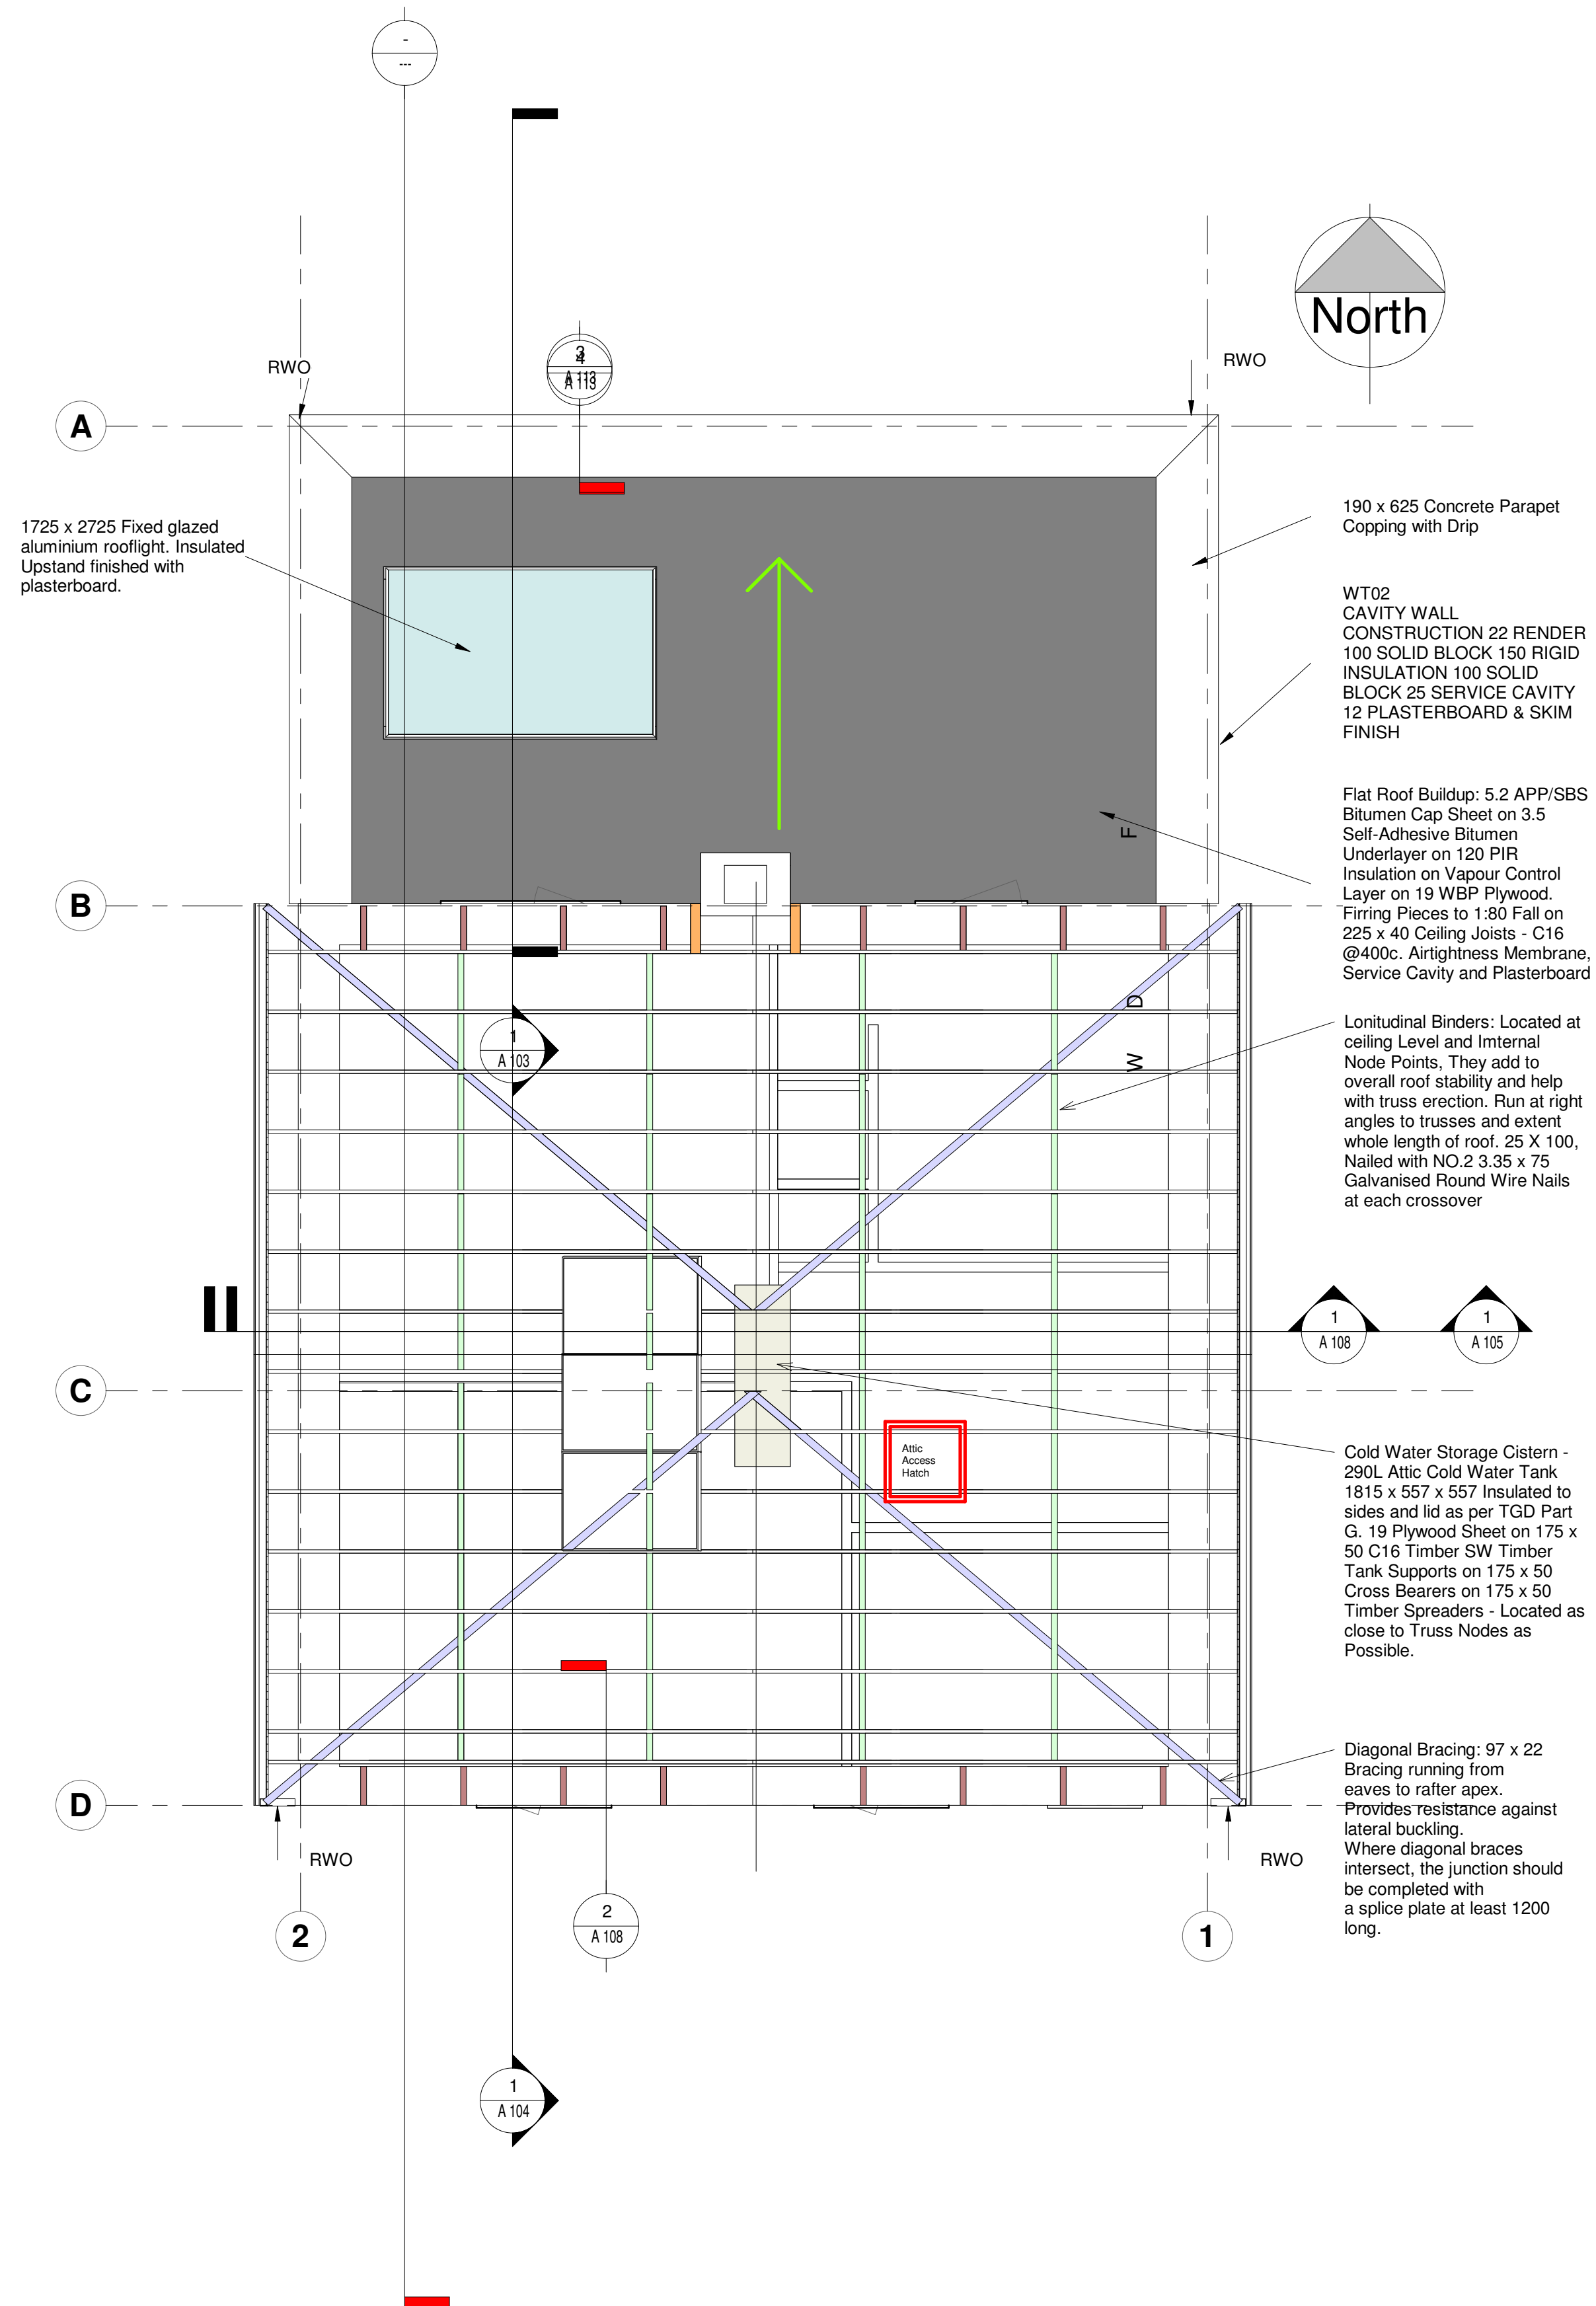 -
---
North
RWO
3
4
A 113
RWO
A
1725 x 2725 Fixed glazed
aluminium rooflight. Insulated
Upstand finished with
plasterboard.
190 x 625 Concrete Parapet
Copping with Drip
WT02
CAVITY WALL
CONSTRUCTION 22 RENDER
100 SOLID BLOCK 150 RIGID
INSULATION 100 SOLID
BLOCK 25 SERVICE CAVITY
12 PLASTERBOARD & SKIM
FINISH
Flat Roof Buildup: 5.2 APP/SBS
Bitumen Cap Sheet on 3.5
Self-Adhesive Bitumen
Underlayer on 120 PIR
Insulation on Vapour Control
Layer on 19 WBP Plywood.
Firring Pieces to 1:80 Fall on
225 x 40 Ceiling Joists - C16
@400c. Airtightness Membrane,
Service Cavity and Plasterboard
F
B
D
W
1
A 103
Lonitudinal Binders: Located at
ceiling Level and Imternal
Node Points, They add to
overall roof stability and help
with truss erection. Run at right
angles to trusses and extent
whole length of roof. 25 X 100,
Nailed with NO.2 3.35 x 75
Galvanised Round Wire Nails
at each crossover
1
A 108
1
A 105
C
Attic
Access
Hatch
Cold Water Storage Cistern -
290L Attic Cold Water Tank
1815 x 557 x 557 Insulated to
sides and lid as per TGD Part
G. 19 Plywood Sheet on 175 x
50 C16 Timber SW Timber
Tank Supports on 175 x 50
Cross Bearers on 175 x 50
Timber Spreaders - Located as
close to Truss Nodes as
Possible.
D
Diagonal Bracing: 97 x 22
Bracing running from
eaves to rafter apex.
Provides resistance against
lateral buckling.
Where diagonal braces
intersect, the junction should
be completed with
a splice plate at least 1200
long.
RWO
RWO
2
2
A 108
1
1
A 104